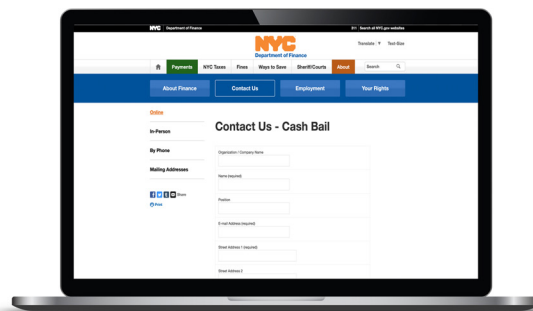 NYC Department of Finance
311 Search all NYC.gov websites
NYC
Department of Finance
Translate ▼ Text-Size
Payments NYC Taxes Fines Ways to Save Sheriff/Courts About Search
About Finance Contact Us Employment Your Rights
Online
In-Person
By Phone
Mailing Addresses
Share
Print
Contact Us - Cash Bail
Organization / Company Name
Name (required)
Position
E-mail Address (required)
Street Address 1 (required)
Street Address 2